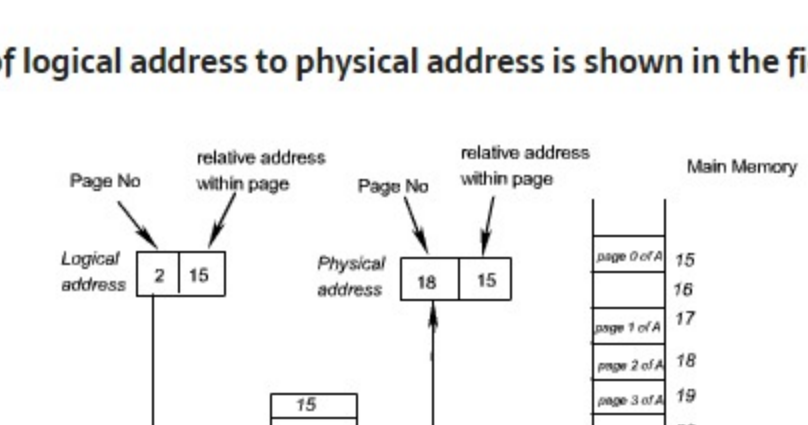 of logical address to physical address is shown in the fi
relative address
within page
Page No
Logical
address
2 15
relative address
within page
Page No
Physical
address
18 15
15
Main Memory
page 0 of A 15
16
page 1 of A 17
page 2 of A 18
page 3 of A 19